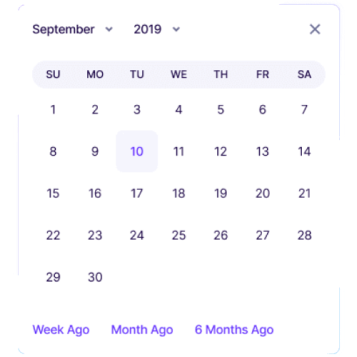 September 2019
SU MO TU WE TH FR SA
1 2 3 4 5 6 7
8 9 10 11 12 13 14
15 16 17 18 19 20 21
22 23 24 25 26 27 28
29 30
Week Ago Month Ago 6 Months Ago